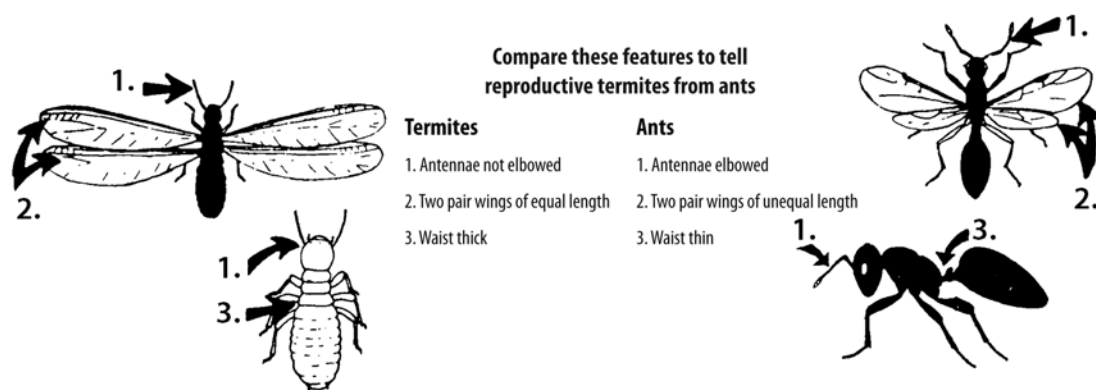 Compare these features to tell
reproductive termites from ants
Termites
1. Antennae not elbowed
2. Two pair wings of equal length
3. Waist thick
Ants
1. Antennae elbowed
2. Two pair wings of unequal length
3. Waist thin
1.
2.
1.
3.
1.
2.
1.
3.